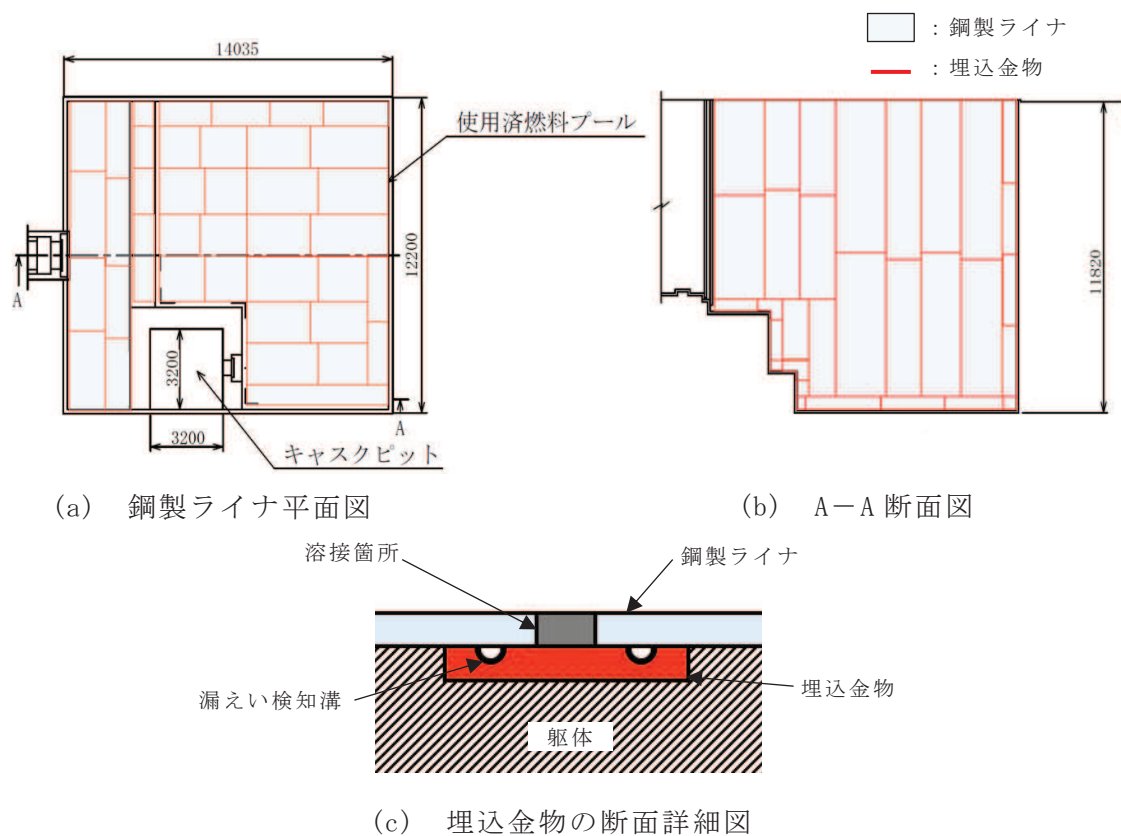 ：鋼製ライナ
：埋込金物
14035
使用済燃料プール
12200
A
3200
3200
A
キャスクピット
11820
(a) 鋼製ライナ平面図
(b) A－A 断面図
溶接箇所
鋼製ライナ
漏えい検知溝
埋込金物
躯体
(c) 埋込金物の断面詳細図